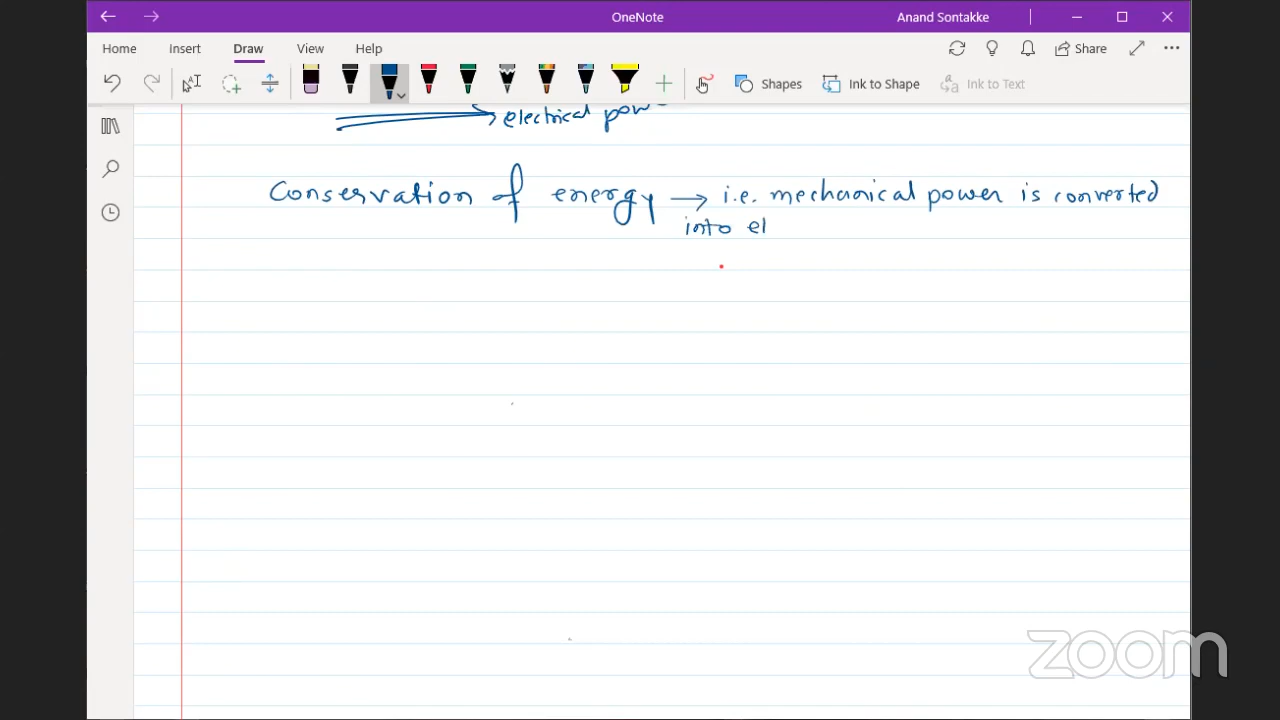 OneNote
Anand Sontakke
Home Insert Draw View Help
Share
Shapes
Ink to Shape
Ink to Text
electrical pow
Conservation of energy → i.e. mechanical power is converted
into el
zoom